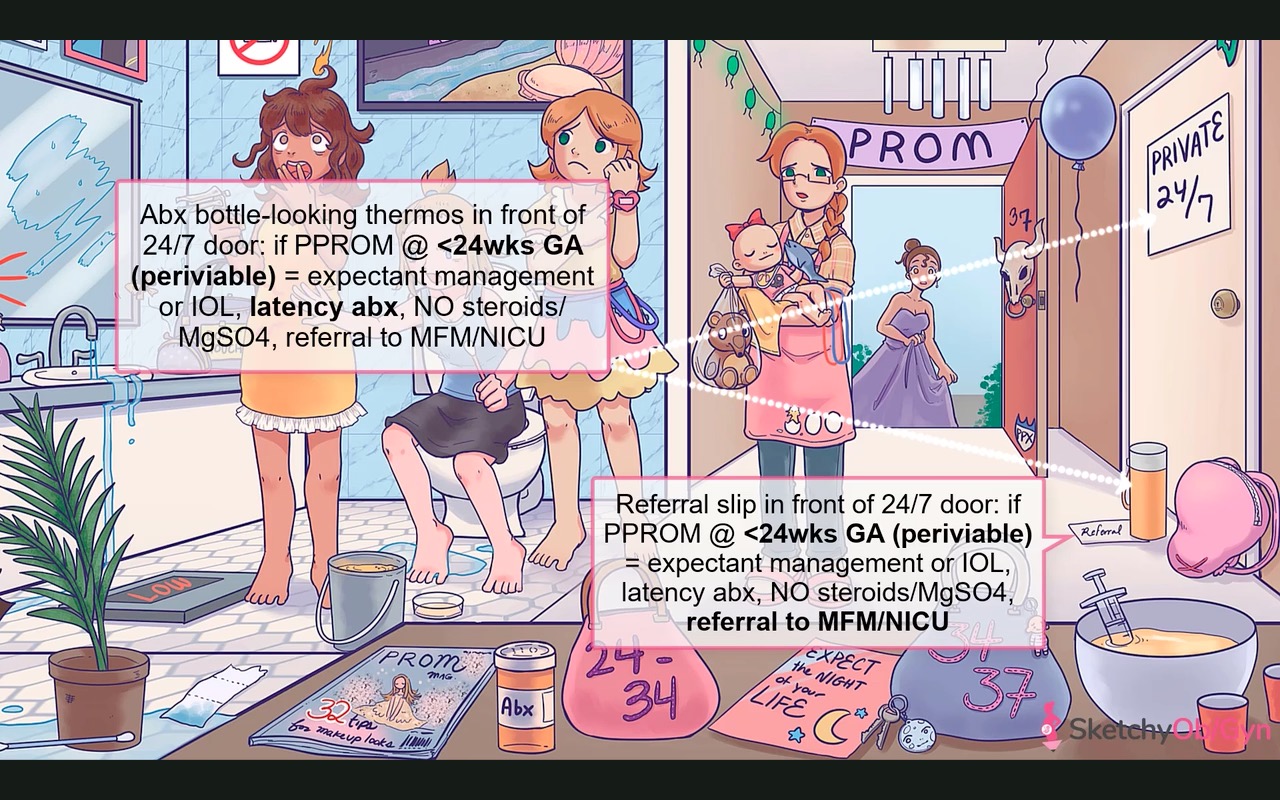 PROM
PRIVATE
24/7
37
Abx bottle-looking thermos in front of
24/7 door: if PPROM @ <24wks GA
(periviable) = expectant management
or IOL, latency abx, NO steroids/
MgSO4, referral to MFM/NICU
PPX
Referral slip in front of 24/7 door: if
PPROM @ <24wks GA (periviable)
= expectant management or IOL,
latency abx, NO steroids/MgSO4,
referral to MFM/NICU
Referral
LOW
PROM
MAG
32 tips
for makeup looks
Abx
24-
34
EXPECT
the NIGHT
of your
LIFE
34
37
SketchyOb/Gyn